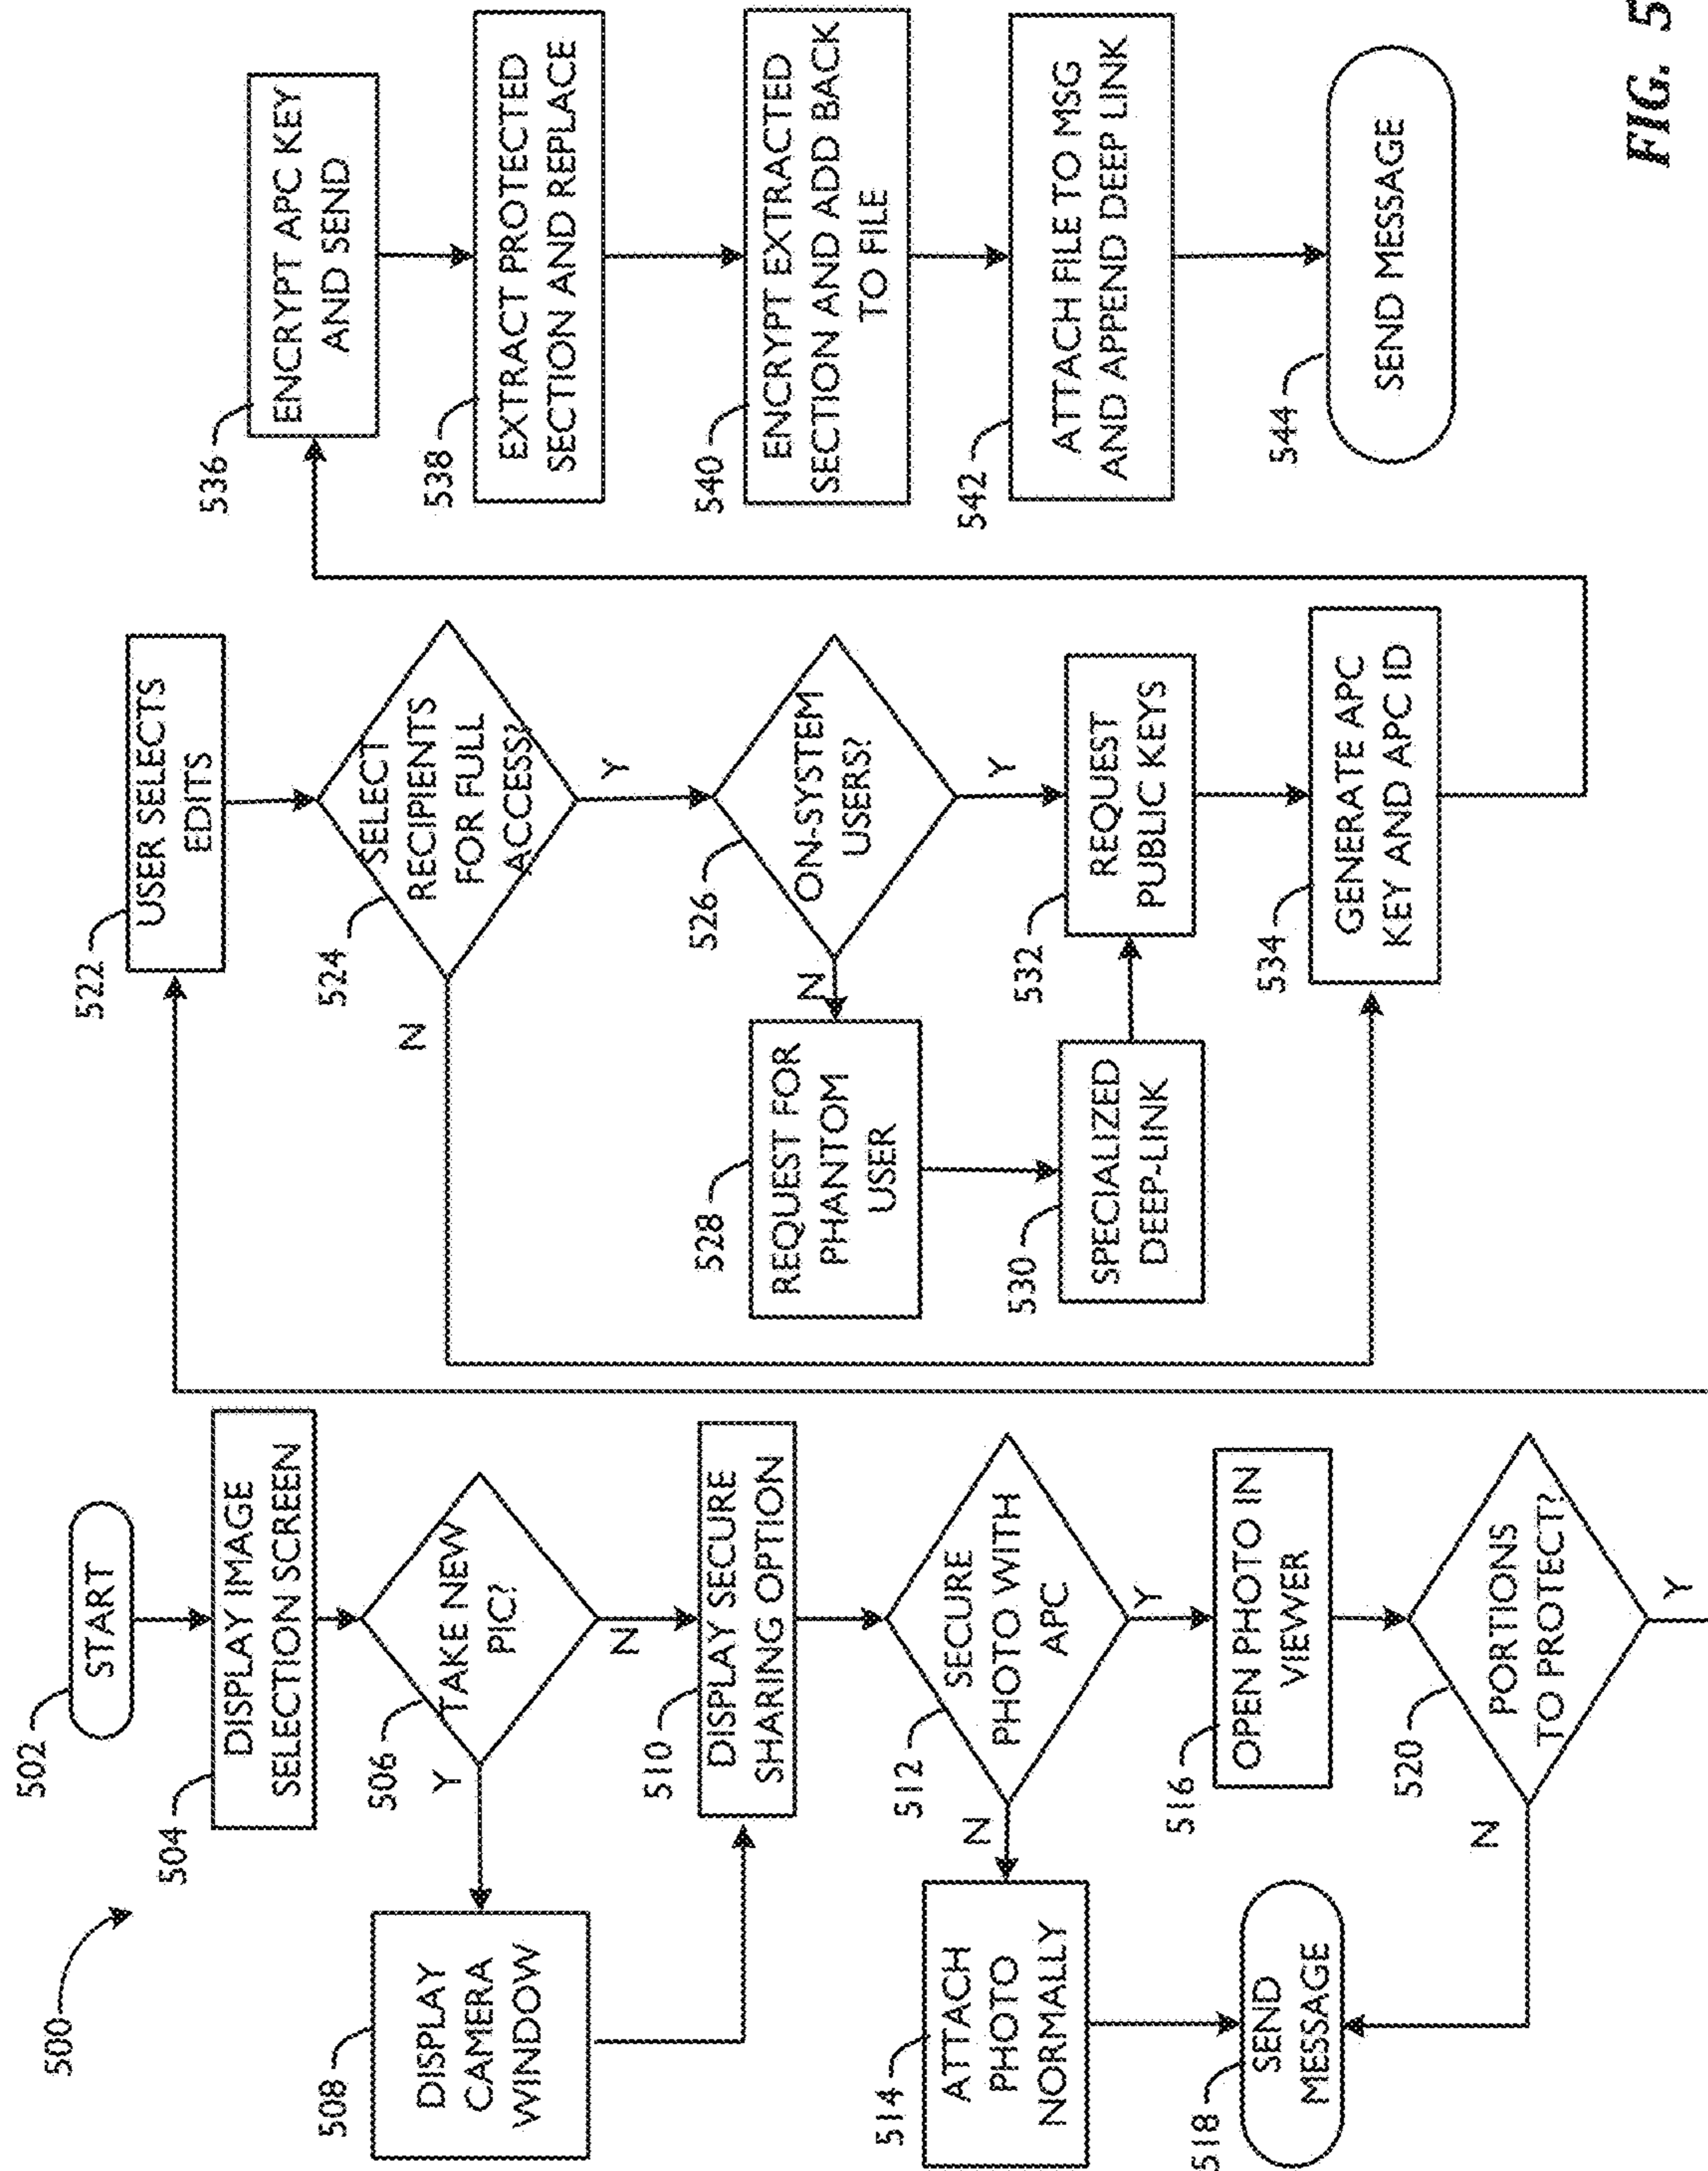 500
502
START
504
DISPLAY IMAGE
SELECTION SCREEN
506
TAKE NEW
PIC?
Y
N
508
DISPLAY
CAMERA
WINDOW
510
DISPLAY SECURE
SHARING OPTION
512
SECURE
PHOTO WITH
APC
N
Y
514
ATTACH
PHOTO
NORMALLY
516
OPEN PHOTO IN
VIEWER
518
SEND
MESSAGE
520
PORTIONS
TO PROTECT?
N
Y
522
USER SELECTS
EDITS
524
SELECT
RECIPIENTS
FOR FULL
ACCESS?
N
Y
526
ON-SYSTEM
USERS?
N
Y
528
REQUEST FOR
PHANTOM
USER
530
SPECIALIZED
DEEP-LINK
532
REQUEST
PUBLIC KEYS
534
GENERATE APC
KEY AND APC ID
536
ENCRYPT APC KEY
AND SEND
538
EXTRACT PROTECTED
SECTION AND REPLACE
540
ENCRYPT EXTRACTED
SECTION AND ADD BACK
TO FILE
542
ATTACH FILE TO MSG
AND APPEND DEEP LINK
544
SEND MESSAGE
FIG. 5